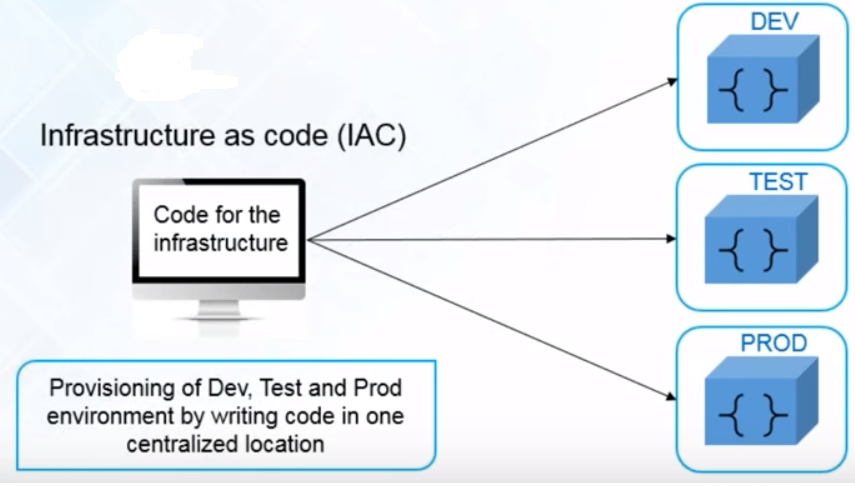 DEV
{ }
Infrastructure as code (IAC)
Code for the
infrastructure
TEST
{ }
PROD
{ }
Provisioning of Dev, Test and Prod
environment by writing code in one
centralized location